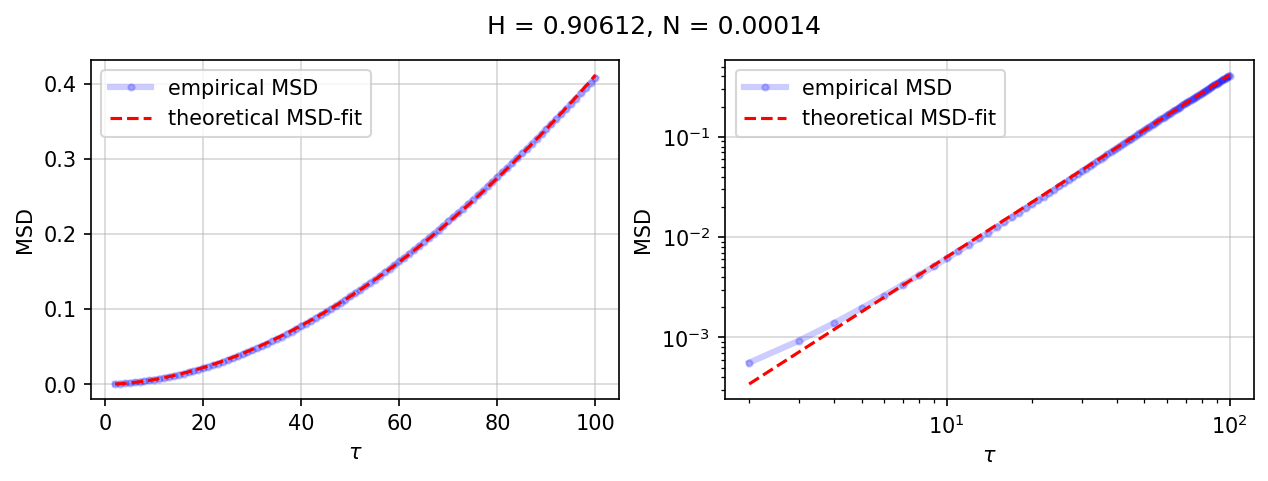 H = 0.90612, N = 0.00014
empirical MSD
theoretical MSD-fit
MSD
0.4
0.3
0.2
0.1
0.0
0 20 40 60 80 100
τ
empirical MSD
theoretical MSD-fit
MSD
10⁻¹
10⁻²
10⁻³
10¹ 10²
τ